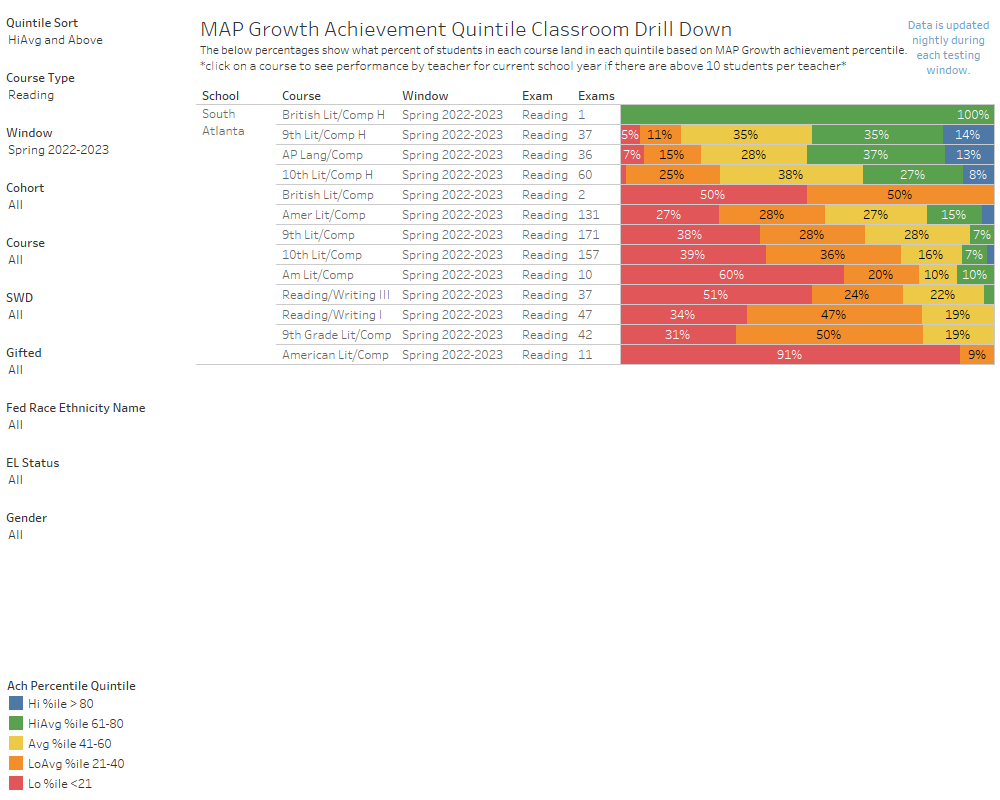 Quintile Sort
HiAvg and Above
Course Type
Reading
Window
Spring 2022-2023
Cohort
All
Course
All
SWD
All
Gifted
All
Fed Race Ethnicity Name
All
EL Status
All
Gender
All
MAP Growth Achievement Quintile Classroom Drill Down
The below percentages show what percent of students in each course land in each quintile based on MAP Growth achievement percentile.
*click on a course to see performance by teacher for current school year if there are above 10 students per teacher*
Data is updated
nightly during
each testing
window.
School Course Window Exam Exams
South
Atlanta
British Lit/Comp H Spring 2022-2023 Reading 1 100%
9th Lit/Comp H Spring 2022-2023 Reading 37 5% 11% 35% 35% 14%
AP Lang/Comp Spring 2022-2023 Reading 36 7% 15% 28% 37% 13%
10th Lit/Comp H Spring 2022-2023 Reading 60 25% 38% 27% 8%
British Lit/Comp Spring 2022-2023 Reading 2 50% 50%
Amer Lit/Comp Spring 2022-2023 Reading 131 27% 28% 27% 15%
9th Lit/Comp Spring 2022-2023 Reading 171 38% 28% 28% 7%
10th Lit/Comp Spring 2022-2023 Reading 157 39% 36% 16% 7%
Am Lit/Comp Spring 2022-2023 Reading 10 60% 20% 10% 10%
Reading/Writing III Spring 2022-2023 Reading 37 51% 24% 22%
Reading/Writing I Spring 2022-2023 Reading 47 34% 47% 19%
9th Grade Lit/Comp Spring 2022-2023 Reading 42 31% 50% 19%
American Lit/Comp Spring 2022-2023 Reading 11 91% 9%
Ach Percentile Quintile
Hi %ile > 80
HiAvg %ile 61-80
Avg %ile 41-60
LoAvg %ile 21-40
Lo %ile <21